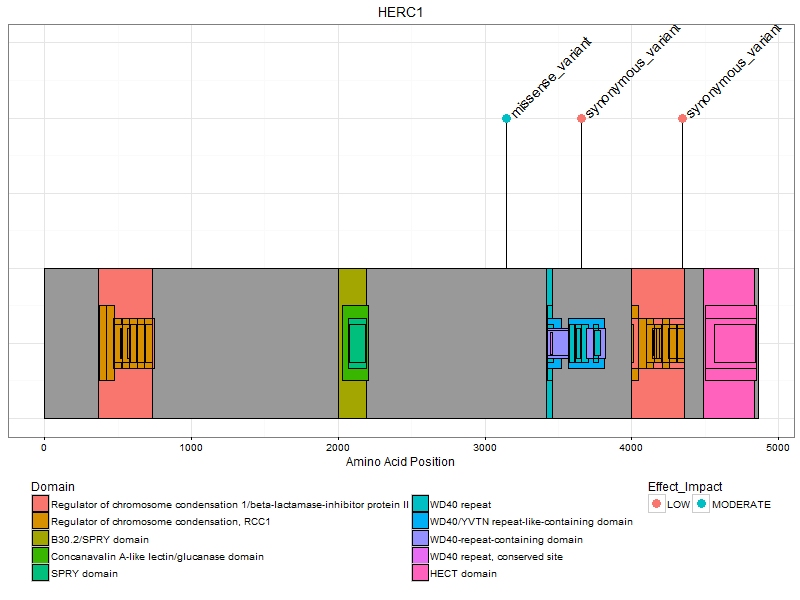 HERC1
missense_variant
synonymous_variant
synonymous_variant
0 1000 2000 3000 4000 5000
Amino Acid Position
Domain
Regulator of chromosome condensation 1/beta-lactamase-inhibitor protein II
Regulator of chromosome condensation, RCC1
B30.2/SPRY domain
Concanavalin A-like lectin/glucanase domain
SPRY domain
WD40 repeat
WD40/YVTN repeat-like-containing domain
WD40-repeat-containing domain
WD40 repeat, conserved site
HECT domain
Effect_Impact
LOW MODERATE